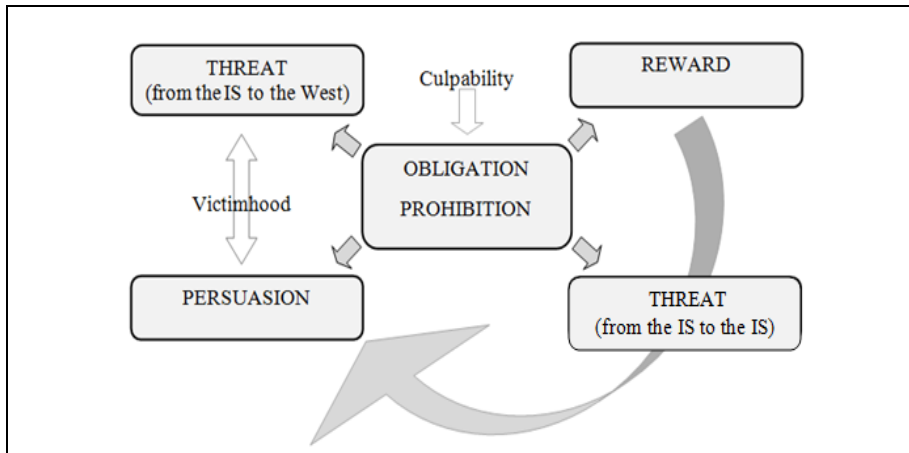 THREAT
(from the IS to the West)
Culpability
REWARD
OBLIGATION
PROHIBITION
Victimhood
PERSUASION
THREAT
(from the IS to the IS)